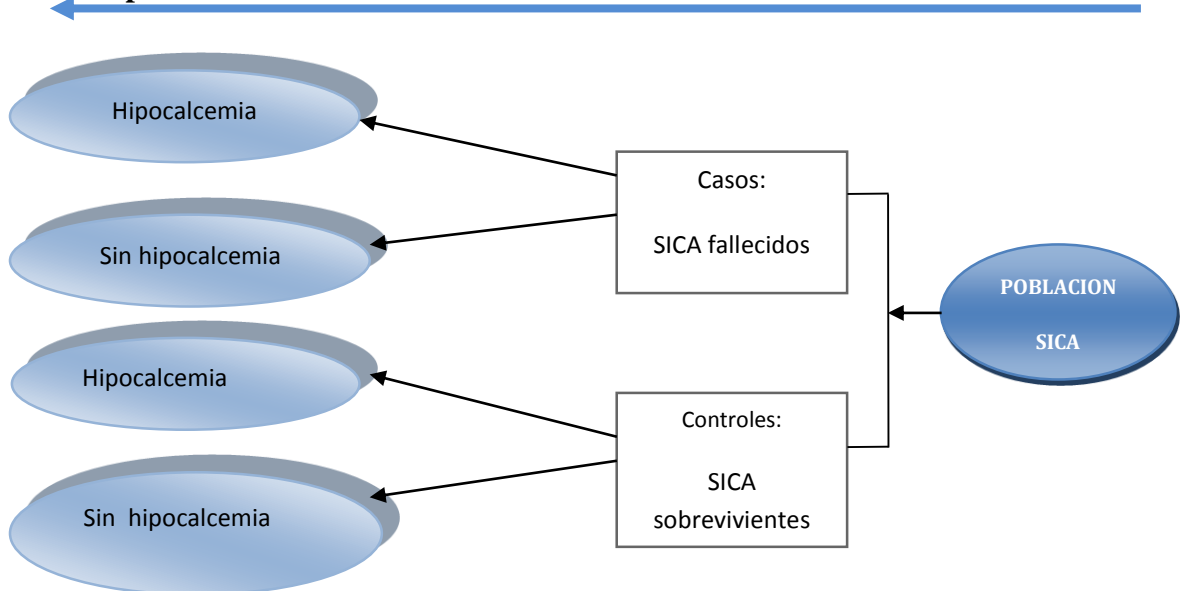 Hipocalcemia
Sin hipocalcemia
Hipocalcemia
Sin hipocalcemia
Casos:
SICA fallecidos
Controles:
SICA
sobrevivientes
POBLACION
SICA